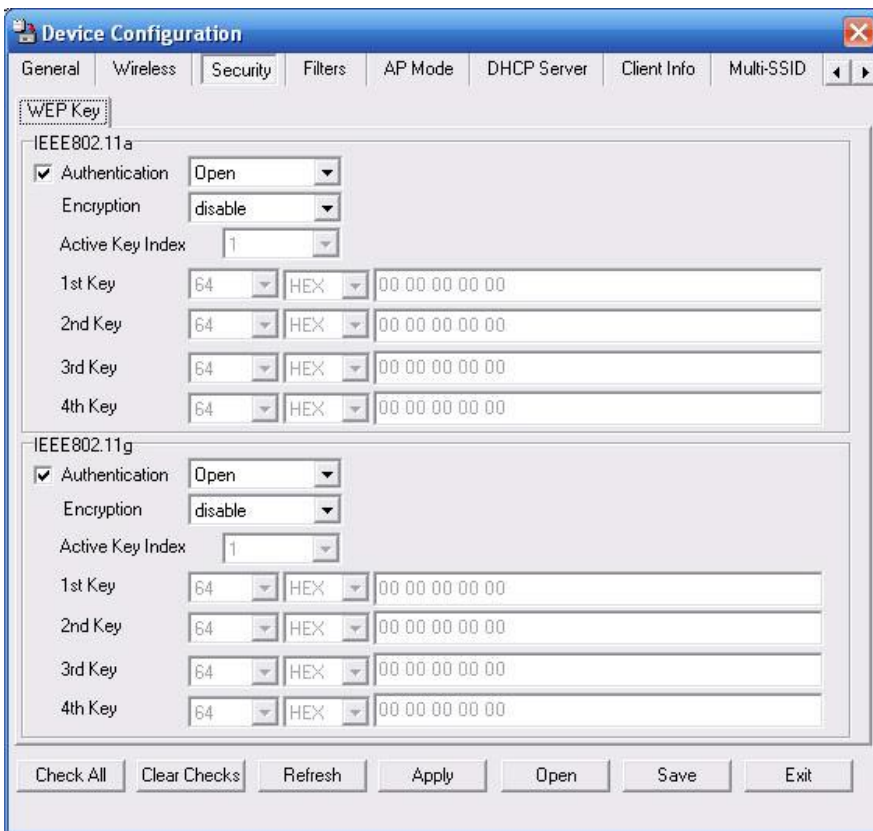 Device Configuration
General Wireless Security Filters AP Mode DHCP Server Client Info Multi-SSID
WEP Key
IEEE802.11a
Authentication Open
Encryption disable
Active Key Index 1
1st Key 64 HEX 00 00 00 00 00
2nd Key 64 HEX 00 00 00 00 00
3rd Key 64 HEX 00 00 00 00 00
4th Key 64 HEX 00 00 00 00 00
IEEE802.11g
Authentication Open
Encryption disable
Active Key Index 1
1st Key 64 HEX 00 00 00 00 00
2nd Key 64 HEX 00 00 00 00 00
3rd Key 64 HEX 00 00 00 00 00
4th Key 64 HEX 00 00 00 00 00
Check All Clear Checks Refresh Apply Open Save Exit